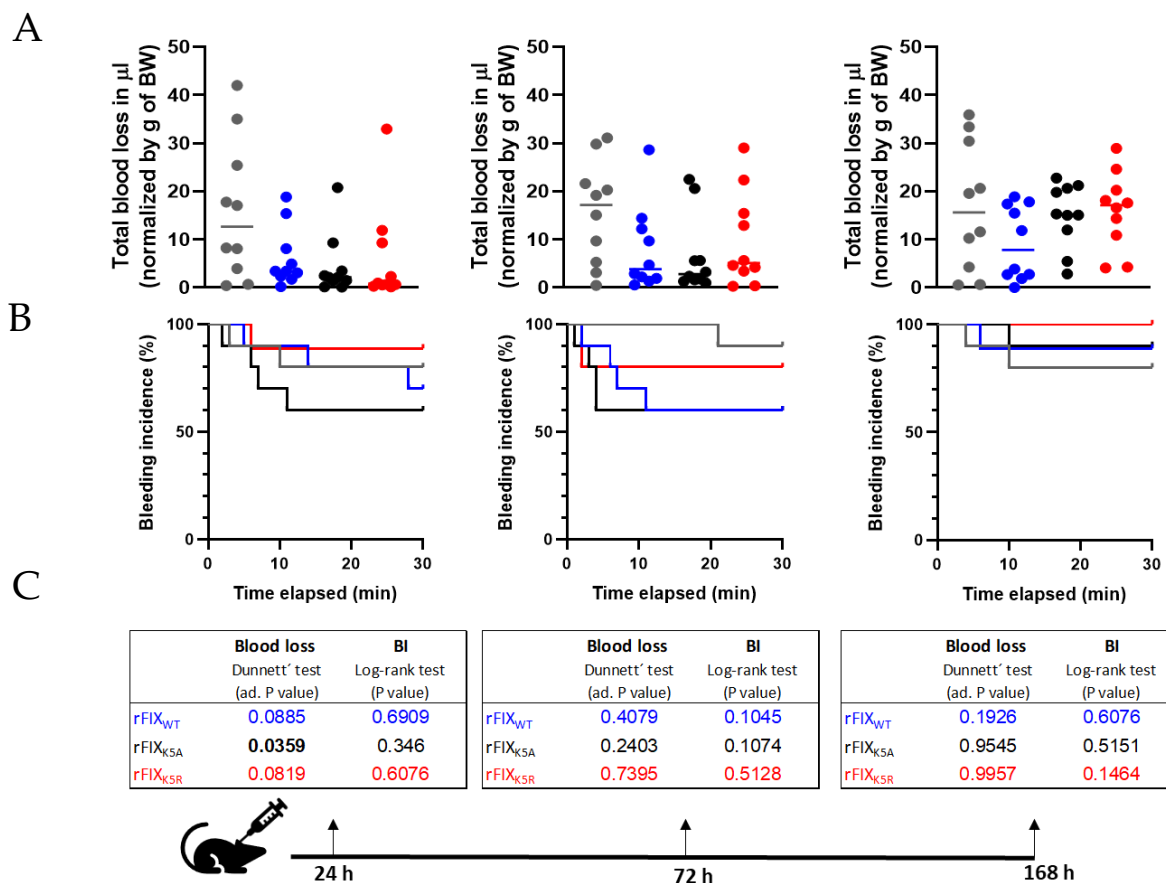 A
Total blood loss in µl
(normalized by g of BW)
50
40
30
20
10
0
Total blood loss in µl
(normalized by g of BW)
50
40
30
20
10
0
Total blood loss in µl
(normalized by g of BW)
50
40
30
20
10
0
B
Bleeding incidence (%)
100
50
0
0 10 20 30
Time elapsed (min)
Bleeding incidence (%)
100
50
0
0 10 20 30
Time elapsed (min)
Bleeding incidence (%)
100
50
0
0 10 20 30
Time elapsed (min)
C
Blood loss BI
Dunnett´ test Log-rank test
(ad. P value) (P value)
rFIXWT 0.0885 0.6909
rFIXK5A 0.0359 0.346
rFIXK5R 0.0819 0.6076
Blood loss BI
Dunnett´ test Log-rank test
(ad. P value) (P value)
rFIXWT 0.4079 0.1045
rFIXK5A 0.2403 0.1074
rFIXK5R 0.7395 0.5128
Blood loss BI
Dunnett´ test Log-rank test
(ad. P value) (P value)
rFIXWT 0.1926 0.6076
rFIXK5A 0.9545 0.5151
rFIXK5R 0.9957 0.1464
24 h 72 h 168 h